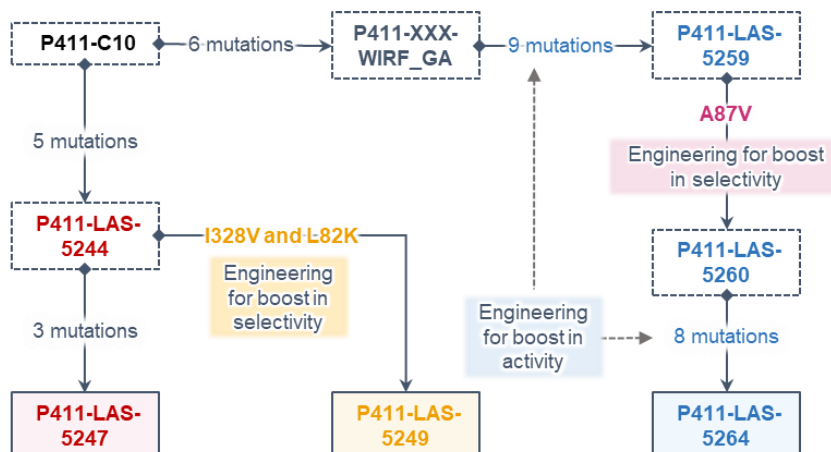 P411-C10
6 mutations
P411-XXX-
WIRF_GA
9 mutations
P411-LAS-
5259
A87V
Engineering for boost
in selectivity
5 mutations
P411-LAS-
5244
I328V and L82K
Engineering
for boost in
selectivity
P411-LAS-
5260
3 mutations
Engineering
for boost in
activity
8 mutations
P411-LAS-
5247
P411-LAS-
5249
P411-LAS-
5264